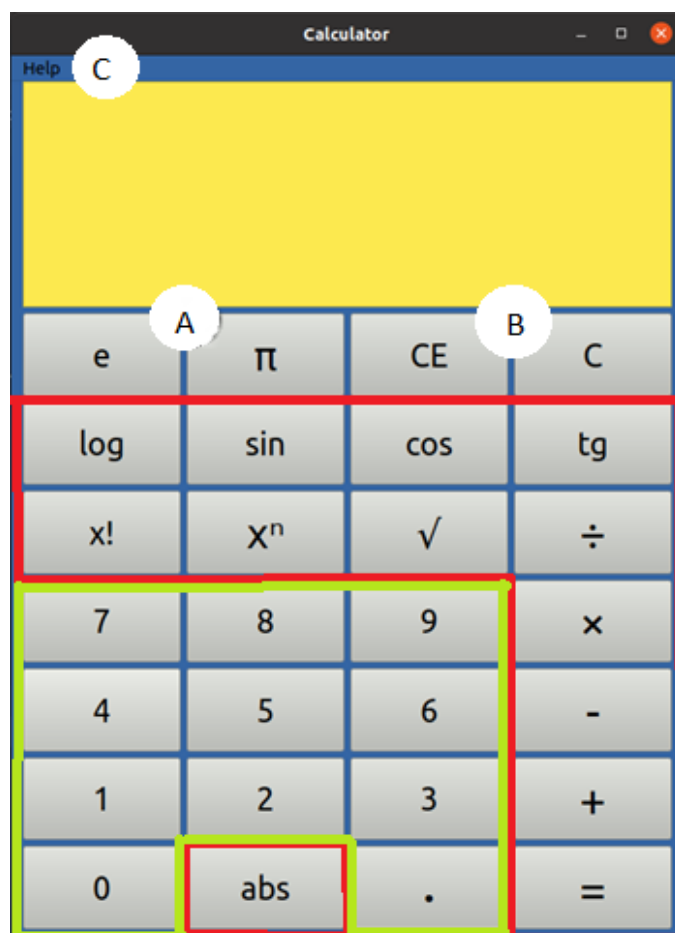 Calculator
Help C
A B
e π CE C
log sin cos tg
x! xⁿ √ ÷
7 8 9 ×
4 5 6 -
1 2 3 +
0 abs . =